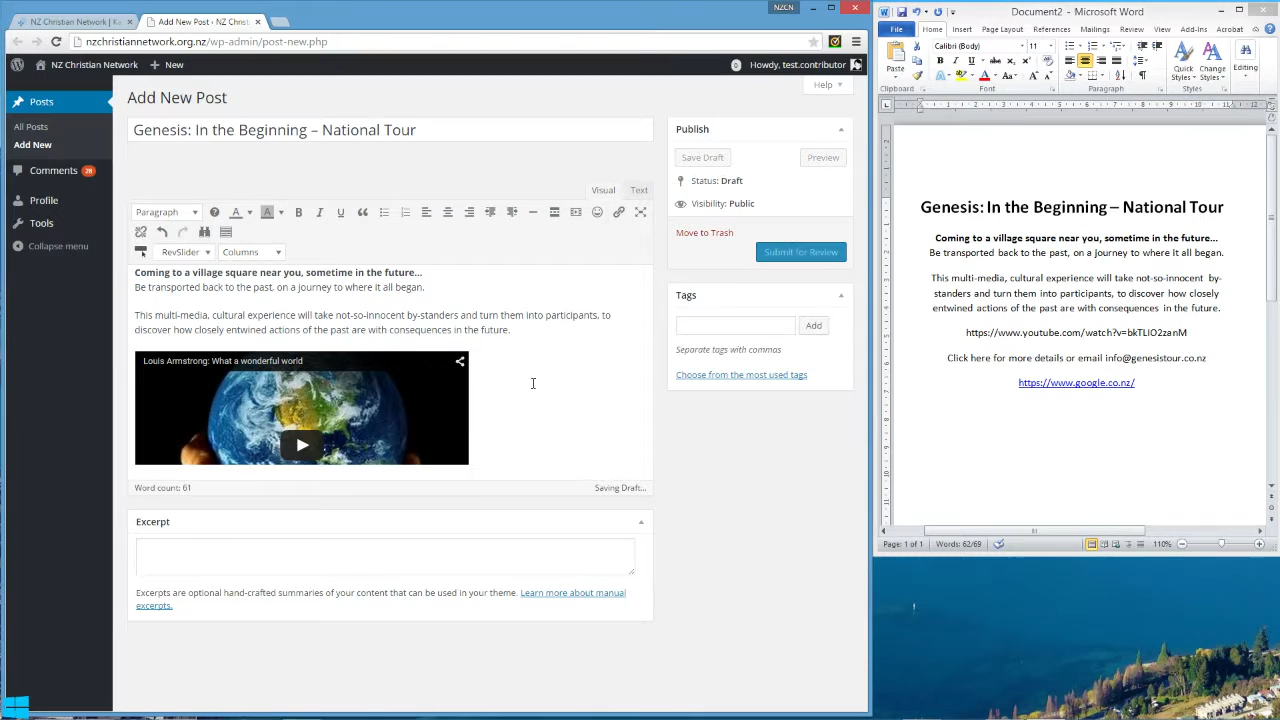 NZCN
NZ Christian Network | Ka
Add New Post ‹ NZ Christ
nzchristiannetwork.org.nz/wp-admin/post-new.php
NZ Christian Network
New
0
Howdy, test.contributor
Posts
All Posts
Add New
Comments 28
Profile
Tools
Collapse menu
Help
Add New Post
Genesis: In the Beginning – National Tour
Visual
Text
Paragraph
A
A
B
I
U
RevSlider
Columns
Coming to a village square near you, sometime in the future...
Be transported back to the past, on a journey to where it all began.
This multi-media, cultural experience will take not-so-innocent by-standers and turn them into participants, to
discover how closely entwined actions of the past are with consequences in the future.
Louis Armstrong: What a wonderful world
Word count: 61
Saving Draft...
Excerpt
Excerpts are optional hand-crafted summaries of your content that can be used in your theme. Learn more about manual
excerpts.
Publish
Save Draft
Preview
Status: Draft
Visibility: Public
Move to Trash
Submit for Review
Tags
Add
Separate tags with commas
Choose from the most used tags
Document2 - Microsoft Word
File
Home
Insert
Page Layout
References
Mailings
Review
View
Add-Ins
Acrobat
Paste
Calibri (Body)
11
Quick
Styles
Change
Styles
Editing
Clipboard
Font
Paragraph
Styles
Genesis: In the Beginning – National Tour
Coming to a village square near you, sometime in the future...
Be transported back to the past, on a journey to where it all began.
This multi-media, cultural experience will take not-so-innocent by-
standers and turn them into participants, to discover how closely
entwined actions of the past are with consequences in the future.
https://www.youtube.com/watch?v=bkTLIO2zanM
Click here for more details or email info@genesistour.co.nz
https://www.google.co.nz/
Page: 1 of 1
Words: 62/69
110%